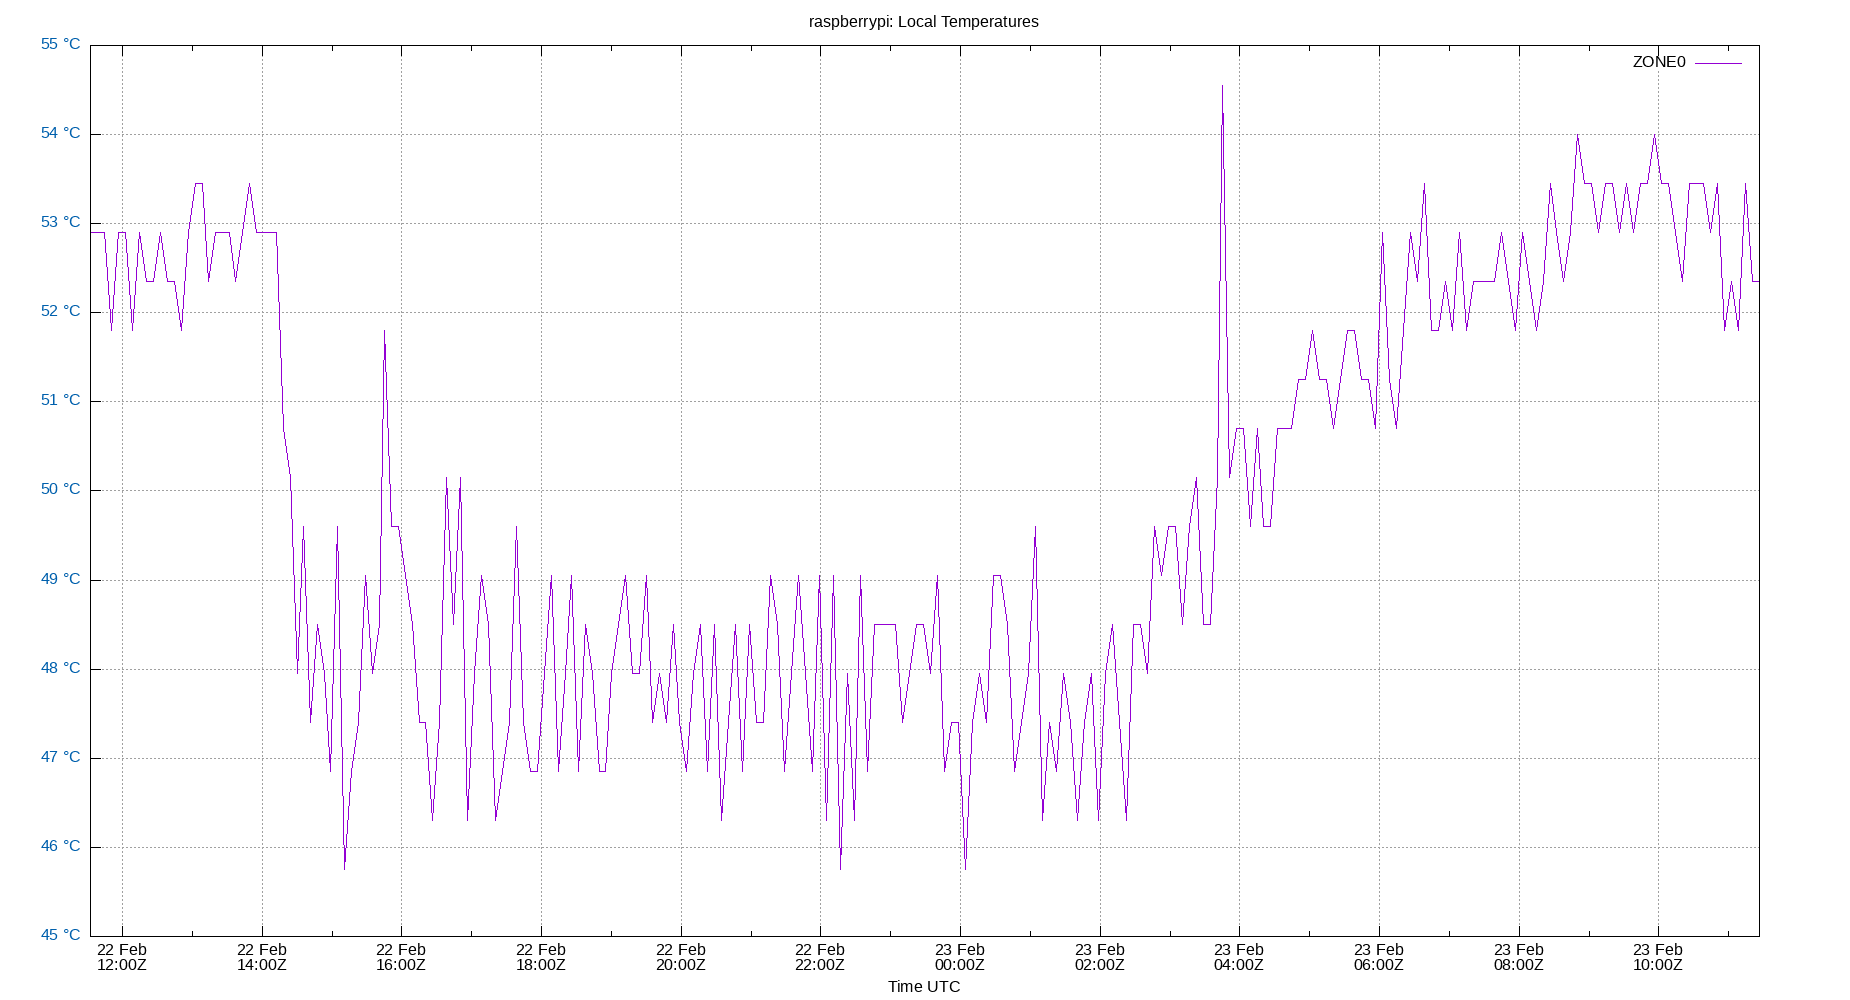 raspberrypi: Local Temperatures
55 °C
ZONE0
54 °C
53 °C
52 °C
51 °C
50 °C
49 °C
48 °C
47 °C
46 °C
45 °C
22 Feb 22 Feb 22 Feb 22 Feb 22 Feb 22 Feb 23 Feb 23 Feb 23 Feb 23 Feb 23 Feb 23 Feb
12:00Z 14:00Z 16:00Z 18:00Z 20:00Z 22:00Z 00:00Z 02:00Z 04:00Z 06:00Z 08:00Z 10:00Z
Time UTC